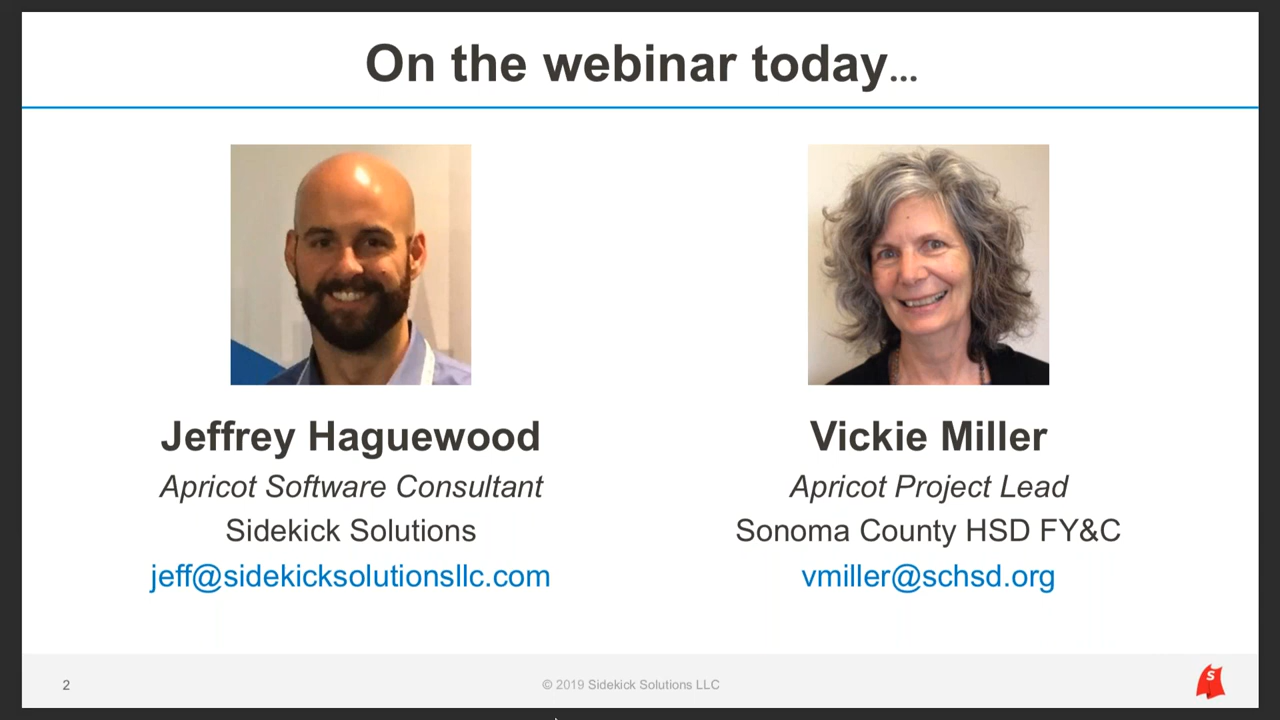 On the webinar today...
Jeffrey Haguewood
Apricot Software Consultant
Sidekick Solutions
jeff@sidekicksolutionsllc.com
Vickie Miller
Apricot Project Lead
Sonoma County HSD FY&C
vmiller@schsd.org
2
© 2019 Sidekick Solutions LLC
S